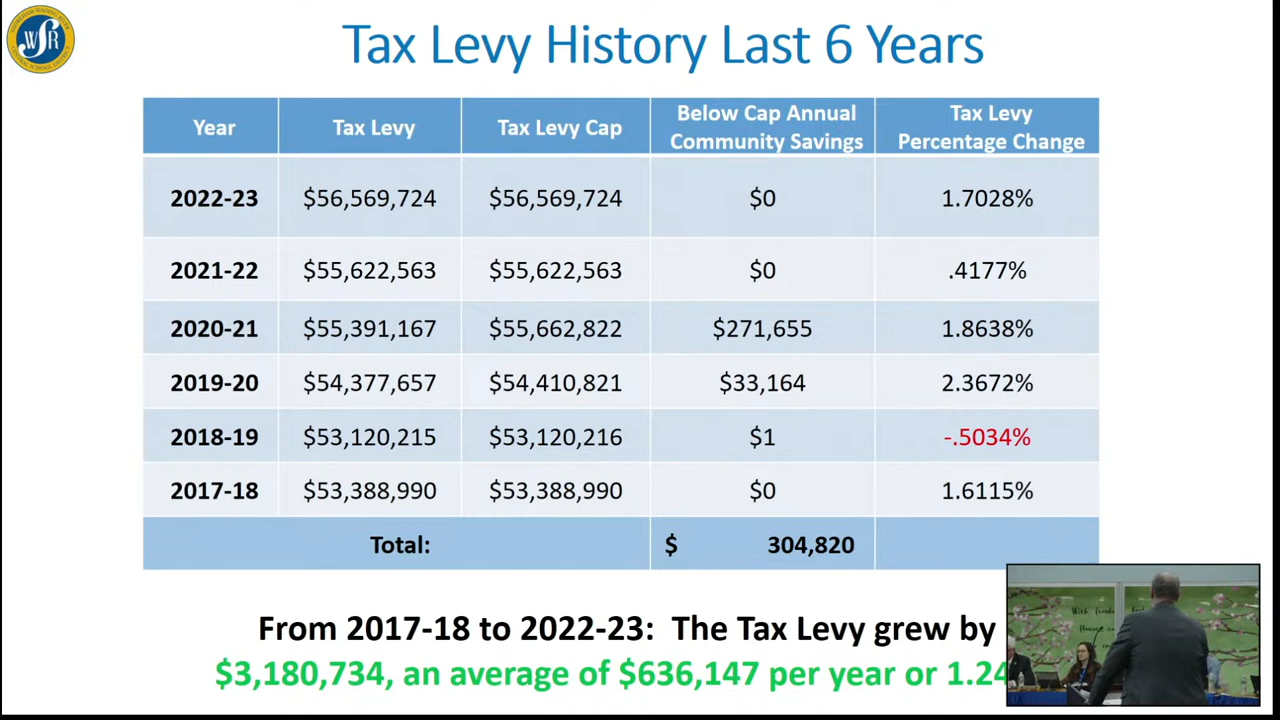 Tax Levy History Last 6 Years
WSR
Year Tax Levy Tax Levy Cap Below Cap Annual Community Savings Tax Levy Percentage Change
2022-23 $56,569,724 $56,569,724 $0 1.7028%
2021-22 $55,622,563 $55,622,563 $0 .4177%
2020-21 $55,391,167 $55,662,822 $271,655 1.8638%
2019-20 $54,377,657 $54,410,821 $33,164 2.3672%
2018-19 $53,120,215 $53,120,216 $1 -.5034%
2017-18 $53,388,990 $53,388,990 $0 1.6115%
Total: $ 304,820
From 2017-18 to 2022-23: The Tax Levy grew by
$3,180,734, an average of $636,147 per year or 1.24
With